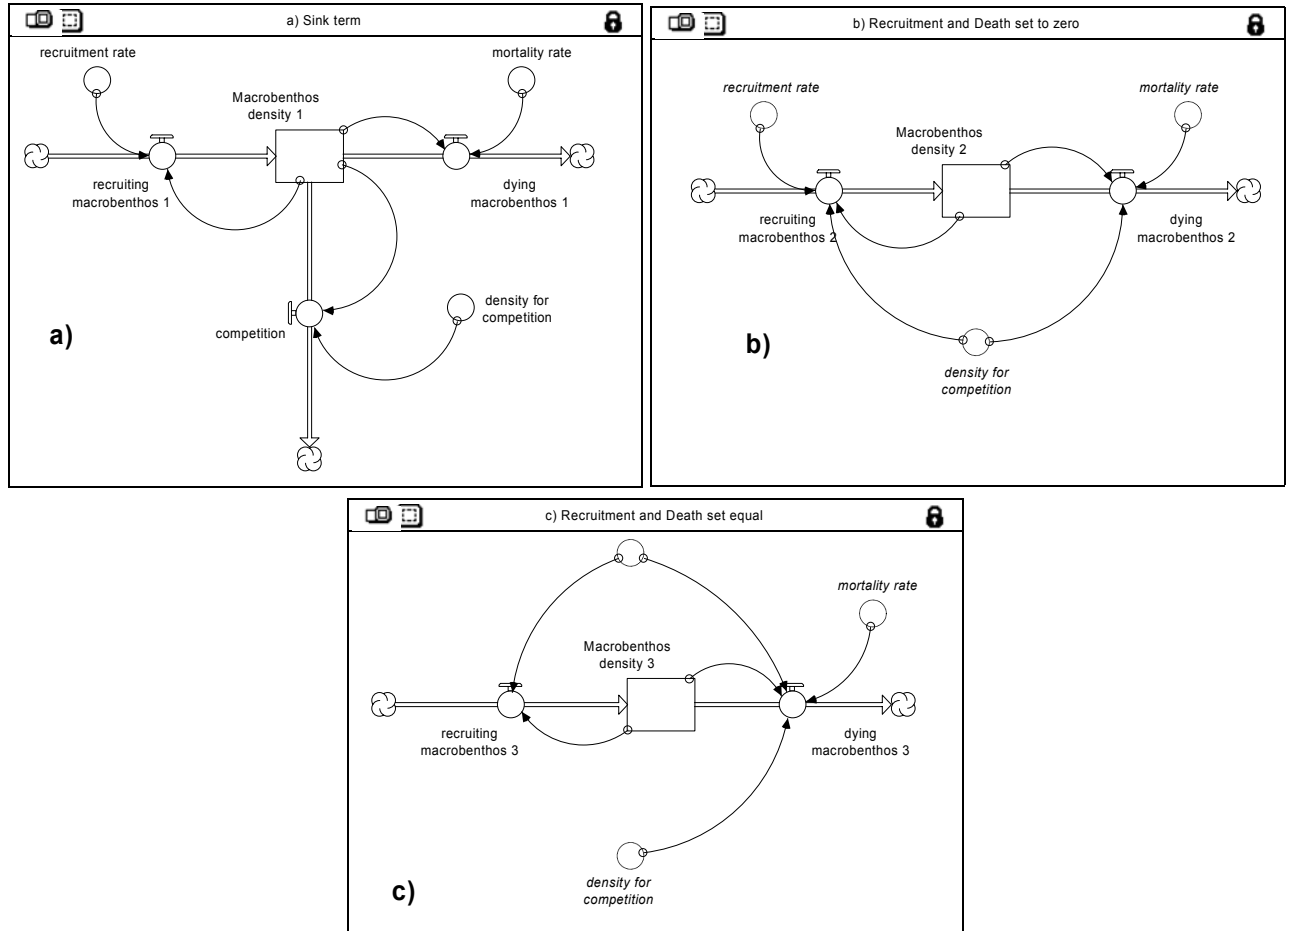 a) Sink term
recruitment rate
mortality rate
Macrobenthos
density 1
recruiting
macrobenthos 1
dying
macrobenthos 1
competition
density for
competition
a)
b) Recruitment and Death set to zero
recruitment rate
mortality rate
Macrobenthos
density 2
recruiting
macrobenthos 2
dying
macrobenthos 2
density for
competition
b)
c) Recruitment and Death set equal
mortality rate
Macrobenthos
density 3
recruiting
macrobenthos 3
dying
macrobenthos 3
density for
competition
c)